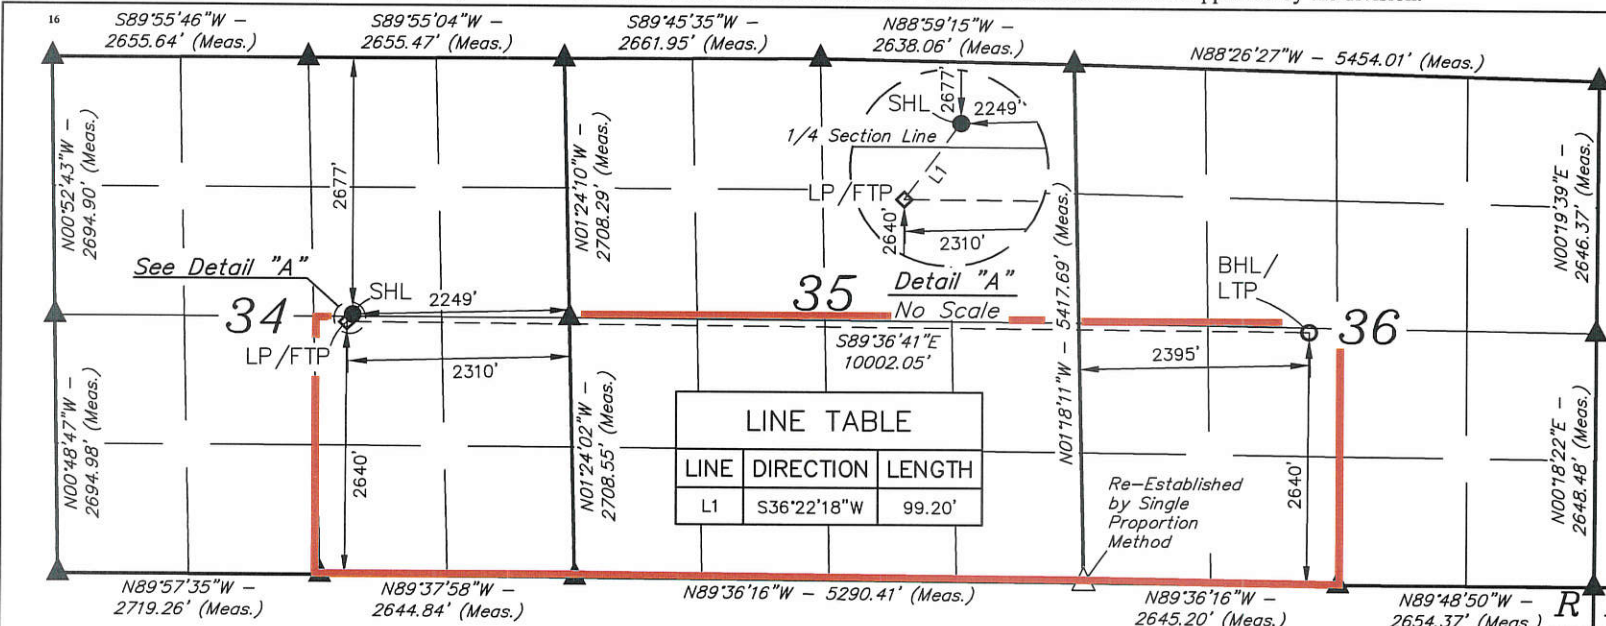 16
S89°55'46"W –
2655.64' (Meas.)
S89°55'04"W –
2655.47' (Meas.)
S89°45'35"W –
2661.95' (Meas.)
N88°59'15"W –
2638.06' (Meas.)
N88°26'27"W – 5454.01' (Meas.)
N00°52'43"W –
2694.90' (Meas.)
2677'
N01°24'10"W –
2708.29' (Meas.)
SHL
2677'
2249'
1/4 Section Line
L1
LP/FTP
2640'
2310'
Detail "A"
No Scale
N01°18'11"W – 5417.69' (Meas.)
N00°19'39"E –
2646.37' (Meas.)
See Detail "A"
34
SHL
2249'
35
BHL/
LTP
36
LP/FTP
2310'
S89°36'41"E
10002.05'
2395'
N00°48'47"W –
2694.98' (Meas.)
2640'
N01°24'02"W –
2708.55' (Meas.)
LINE TABLE
LINE DIRECTION LENGTH
L1 S36°22'18"W 99.20'
Re–Established
by Single
Proportion
Method
2640'
N00°18'22"E –
2648.48' (Meas.)
N89°57'35"W –
2719.26' (Meas.)
N89°37'58"W –
2644.84' (Meas.)
N89°36'16"W – 5290.41' (Meas.)
N89°36'16"W –
2645.20' (Meas.)
N89°48'50"W –
2654.37' (Meas.)
R